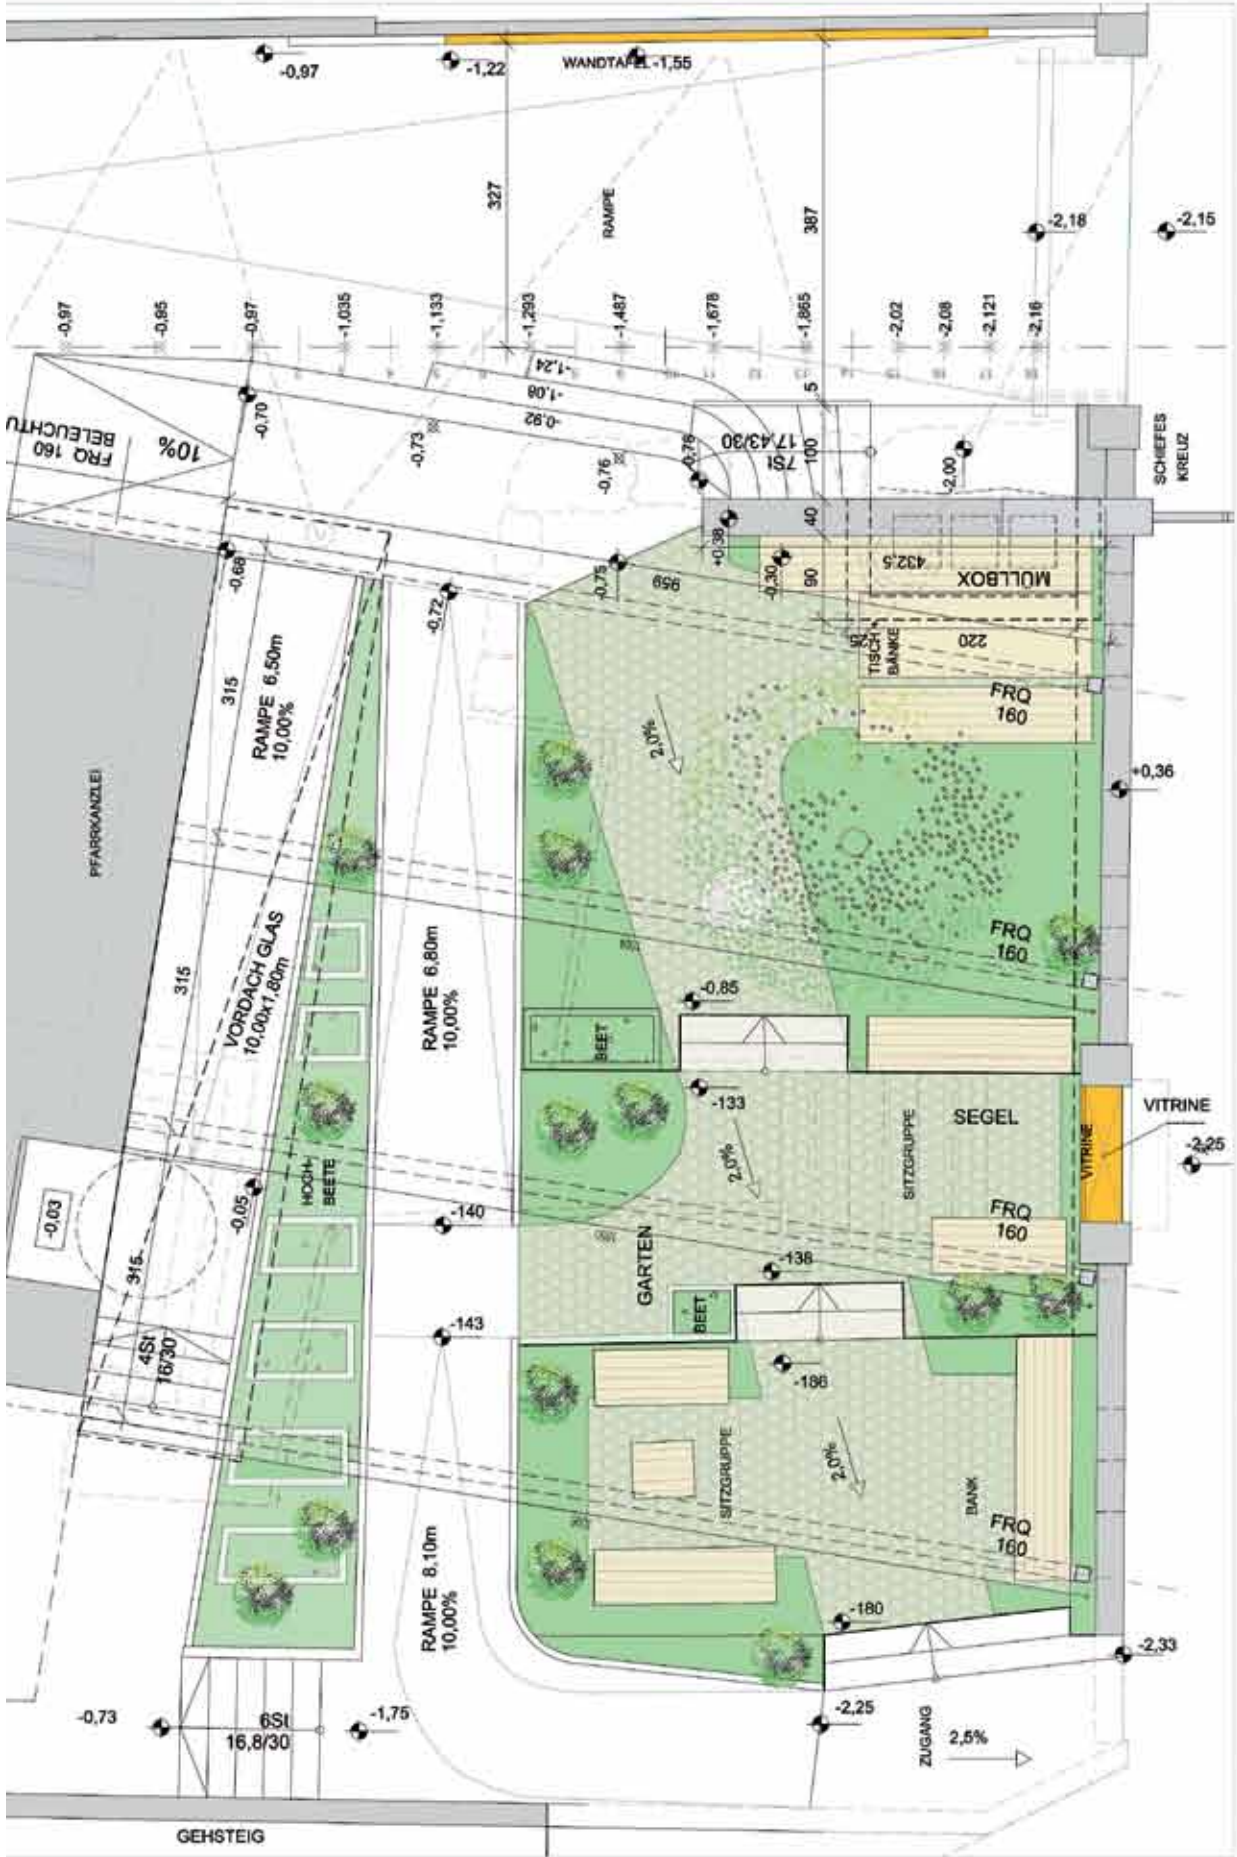 -0,97
-1,22
WANDTAFEL
-1,55
327
RAMPE
387
-2,18
-2,15
-0,97
-0,95
-0,97
-1,035
-1,133
-1,293
-1,487
-1,678
-1,865
-2,02
-2,08
-2,121
-2,16
-1,24
-1,08
-0,92
5
FRQ 160
BELEUCHTU
10%
-0,70
-0,73
-0,76
-0,76
7St
17,43/30
100
-2,00
SCHIEFES
KREUZ
-0,68
-0,72
-0,75
959
+0,38
-0,30
40
90
432,5
MÜLLBOX
TISCH
BÄNKE
220
315
RAMPE 6,50m
10,00%
2,0%
FRQ
160
+0,36
PFARRKANZLEI
315
VORDACH GLAS
10,00x1,80m
RAMPE 6,80m
10,00%
FRQ
160
-0,85
BEET
-133
2,0%
SITZGRUPPE
SEGEL
VITRINE
VITRINE
-2,25
-0,03
-0,05
HOCH-
BEETE
-140
GARTEN
FRQ
160
-138
315
BEET
-143
4St
16/30
-186
SITZGRUPPE
2,0%
BANK
FRQ
160
RAMPE 8,10m
10,00%
-180
-2,33
-0,73
6St
16,8/30
-1,75
-2,25
ZUGANG
2,5%
GEHSTEIG